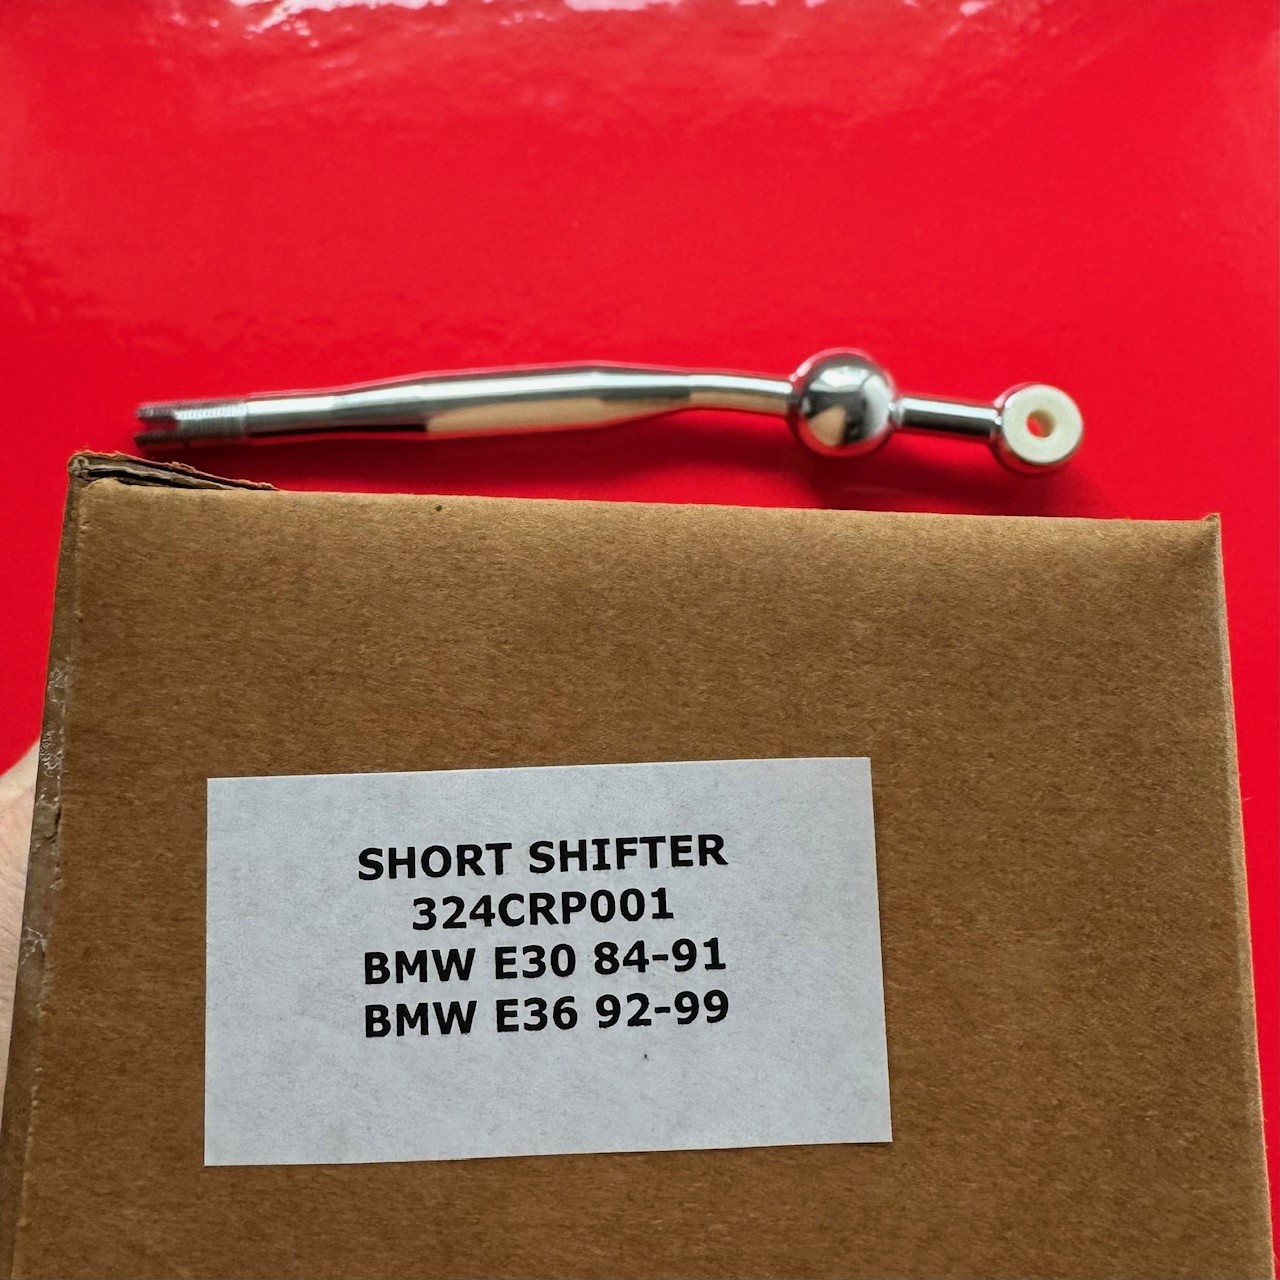 SHORT SHIFTER
324CRP001
BMW E30 84-91
BMW E36 92-99